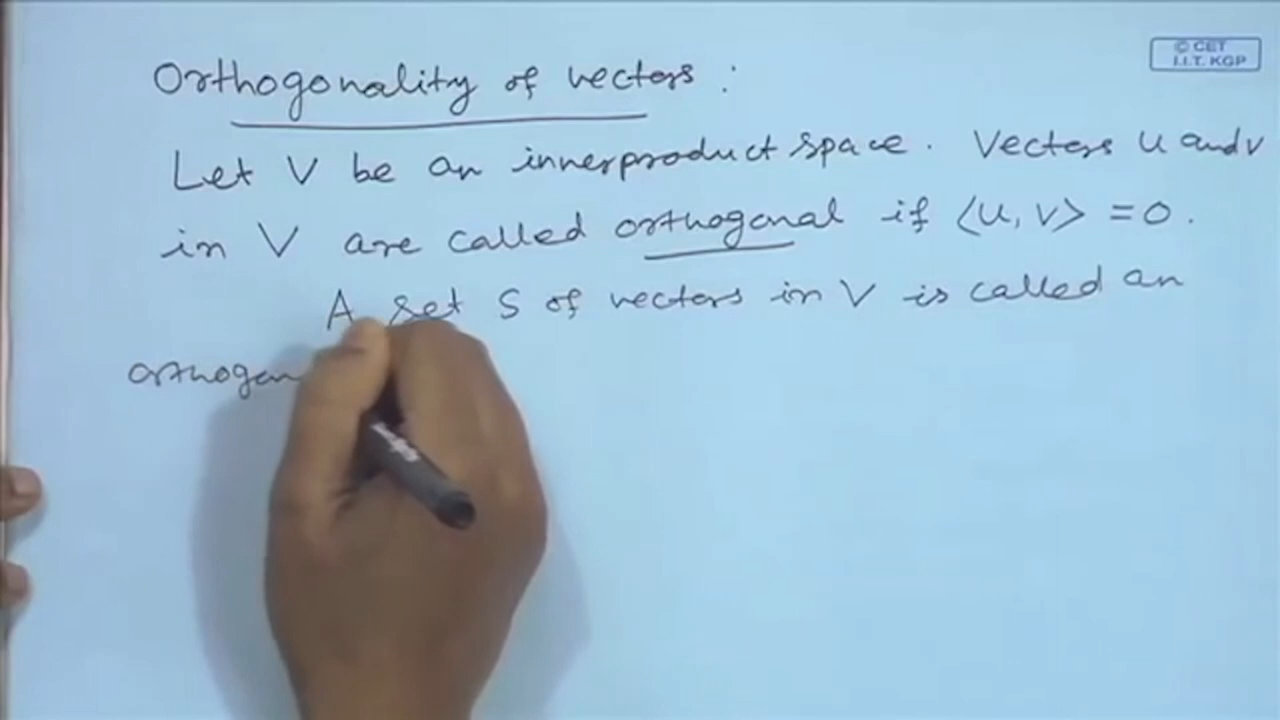 © CET
I.I.T. KGP
Orthogonality of vectors :
Let V be an innerproduct space. Vectors u and v
in V are called orthogonal if ⟨u, v⟩ = 0.
A set S of vectors in V is called an
orthogon